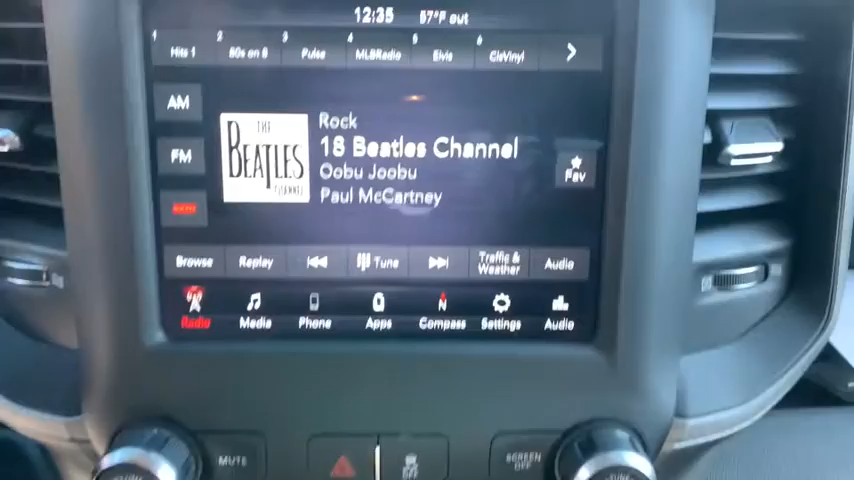 12:35 57°F out
1 2 3 4 5 6
Hits 1 80s on 8 Pulse MLBRadio Elvis ClsVinyl
AM
FM
THE
BEATLES
CHANNEL
Rock
18 Beatles Channel
Oobu Joobu
Paul McCartney
Fav
Browse Replay Tune Traffic & Weather Audio
Radio Media Phone Apps Compass Settings Audio
N
MUTE
OFF
SCREEN
OFF
TUNE